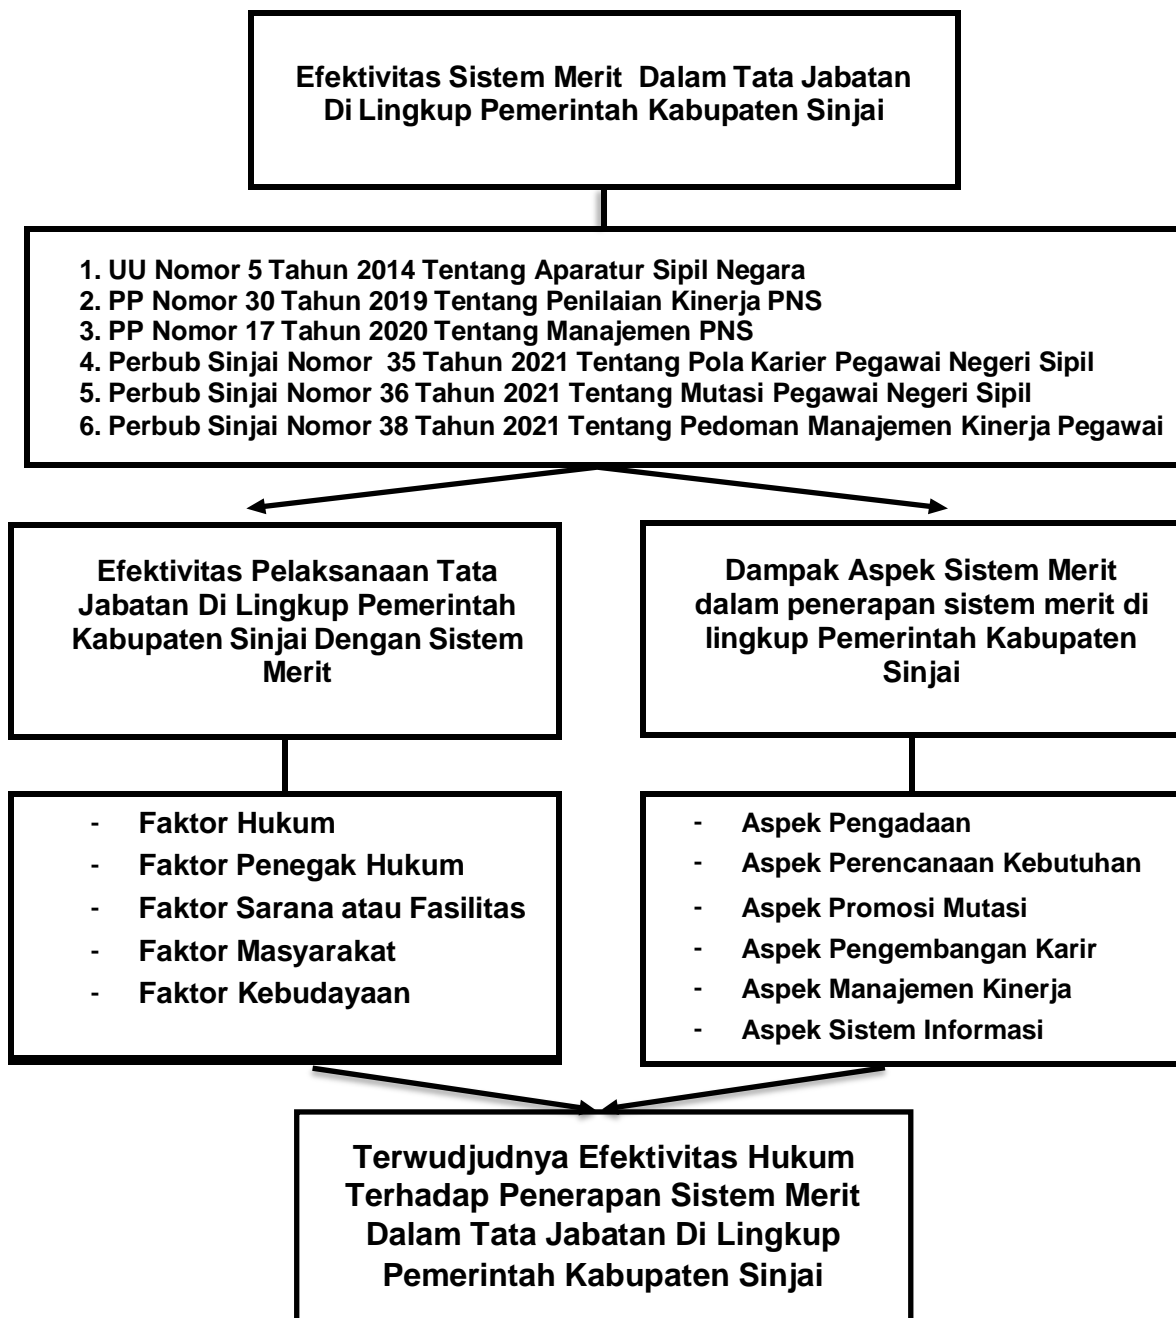 Efektivitas Sistem Merit Dalam Tata Jabatan
Di Lingkup Pemerintah Kabupaten Sinjai
1. UU Nomor 5 Tahun 2014 Tentang Aparatur Sipil Negara
2. PP Nomor 30 Tahun 2019 Tentang Penilaian Kinerja PNS
3. PP Nomor 17 Tahun 2020 Tentang Manajemen PNS
4. Perbub Sinjai Nomor 35 Tahun 2021 Tentang Pola Karier Pegawai Negeri Sipil
5. Perbub Sinjai Nomor 36 Tahun 2021 Tentang Mutasi Pegawai Negeri Sipil
6. Perbub Sinjai Nomor 38 Tahun 2021 Tentang Pedoman Manajemen Kinerja Pegawai
Efektivitas Pelaksanaan Tata
Jabatan Di Lingkup Pemerintah
Kabupaten Sinjai Dengan Sistem
Merit
Dampak Aspek Sistem Merit
dalam penerapan sistem merit di
lingkup Pemerintah Kabupaten
Sinjai
- Faktor Hukum
- Faktor Penegak Hukum
- Faktor Sarana atau Fasilitas
- Faktor Masyarakat
- Faktor Kebudayaan
- Aspek Pengadaan
- Aspek Perencanaan Kebutuhan
- Aspek Promosi Mutasi
- Aspek Pengembangan Karir
- Aspek Manajemen Kinerja
- Aspek Sistem Informasi
Terwudjudnya Efektivitas Hukum
Terhadap Penerapan Sistem Merit
Dalam Tata Jabatan Di Lingkup
Pemerintah Kabupaten Sinjai